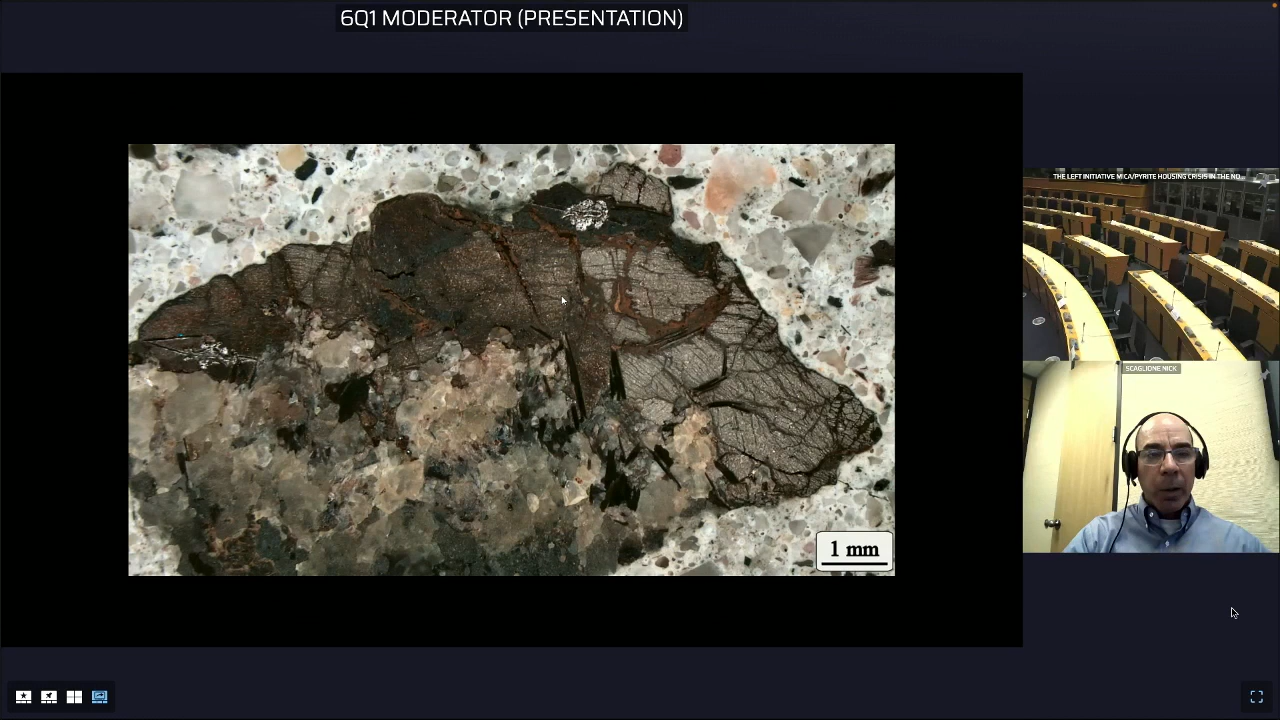 6Q1 MODERATOR (PRESENTATION)
THE LEFT INITIATIVE MICA/PYRITE HOUSING CRISIS IN THE NO...
SCAGLIONE NICK
1 mm